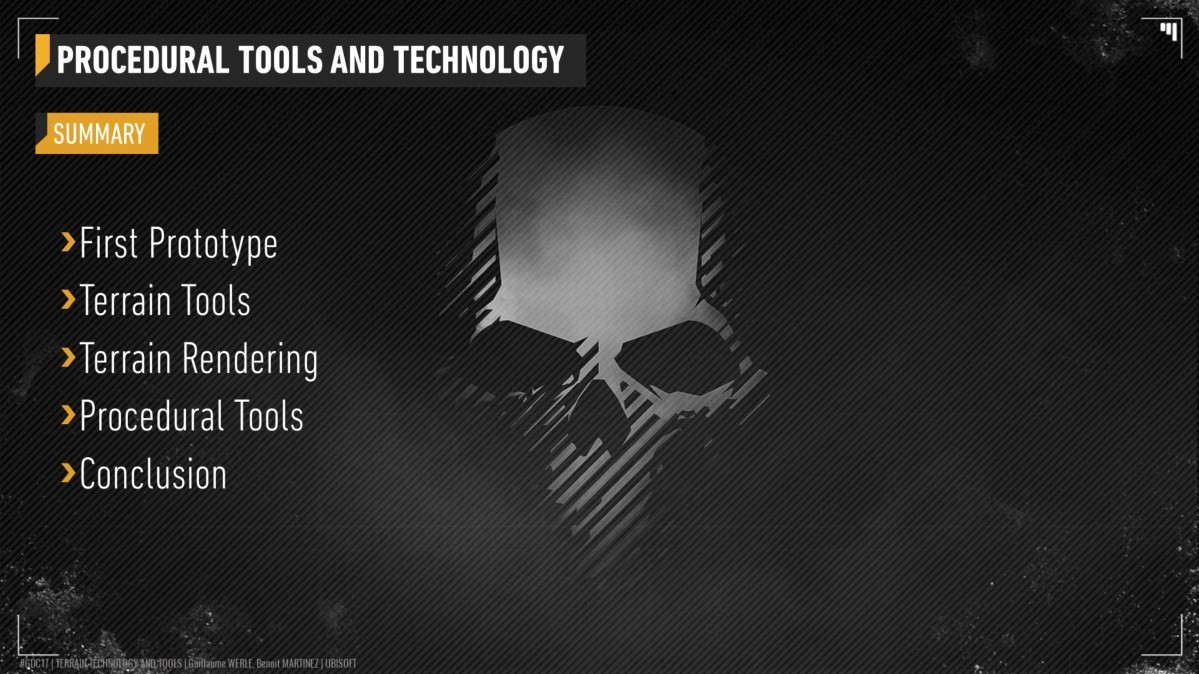 PROCEDURAL TOOLS AND TECHNOLOGY
SUMMARY
First Prototype
Terrain Tools
Terrain Rendering
Procedural Tools
Conclusion
#GDC17 | TERRAIN TECHNOLOGY AND TOOLS | Guillaume WERLE, Benoit MARTINEZ | UBISOFT